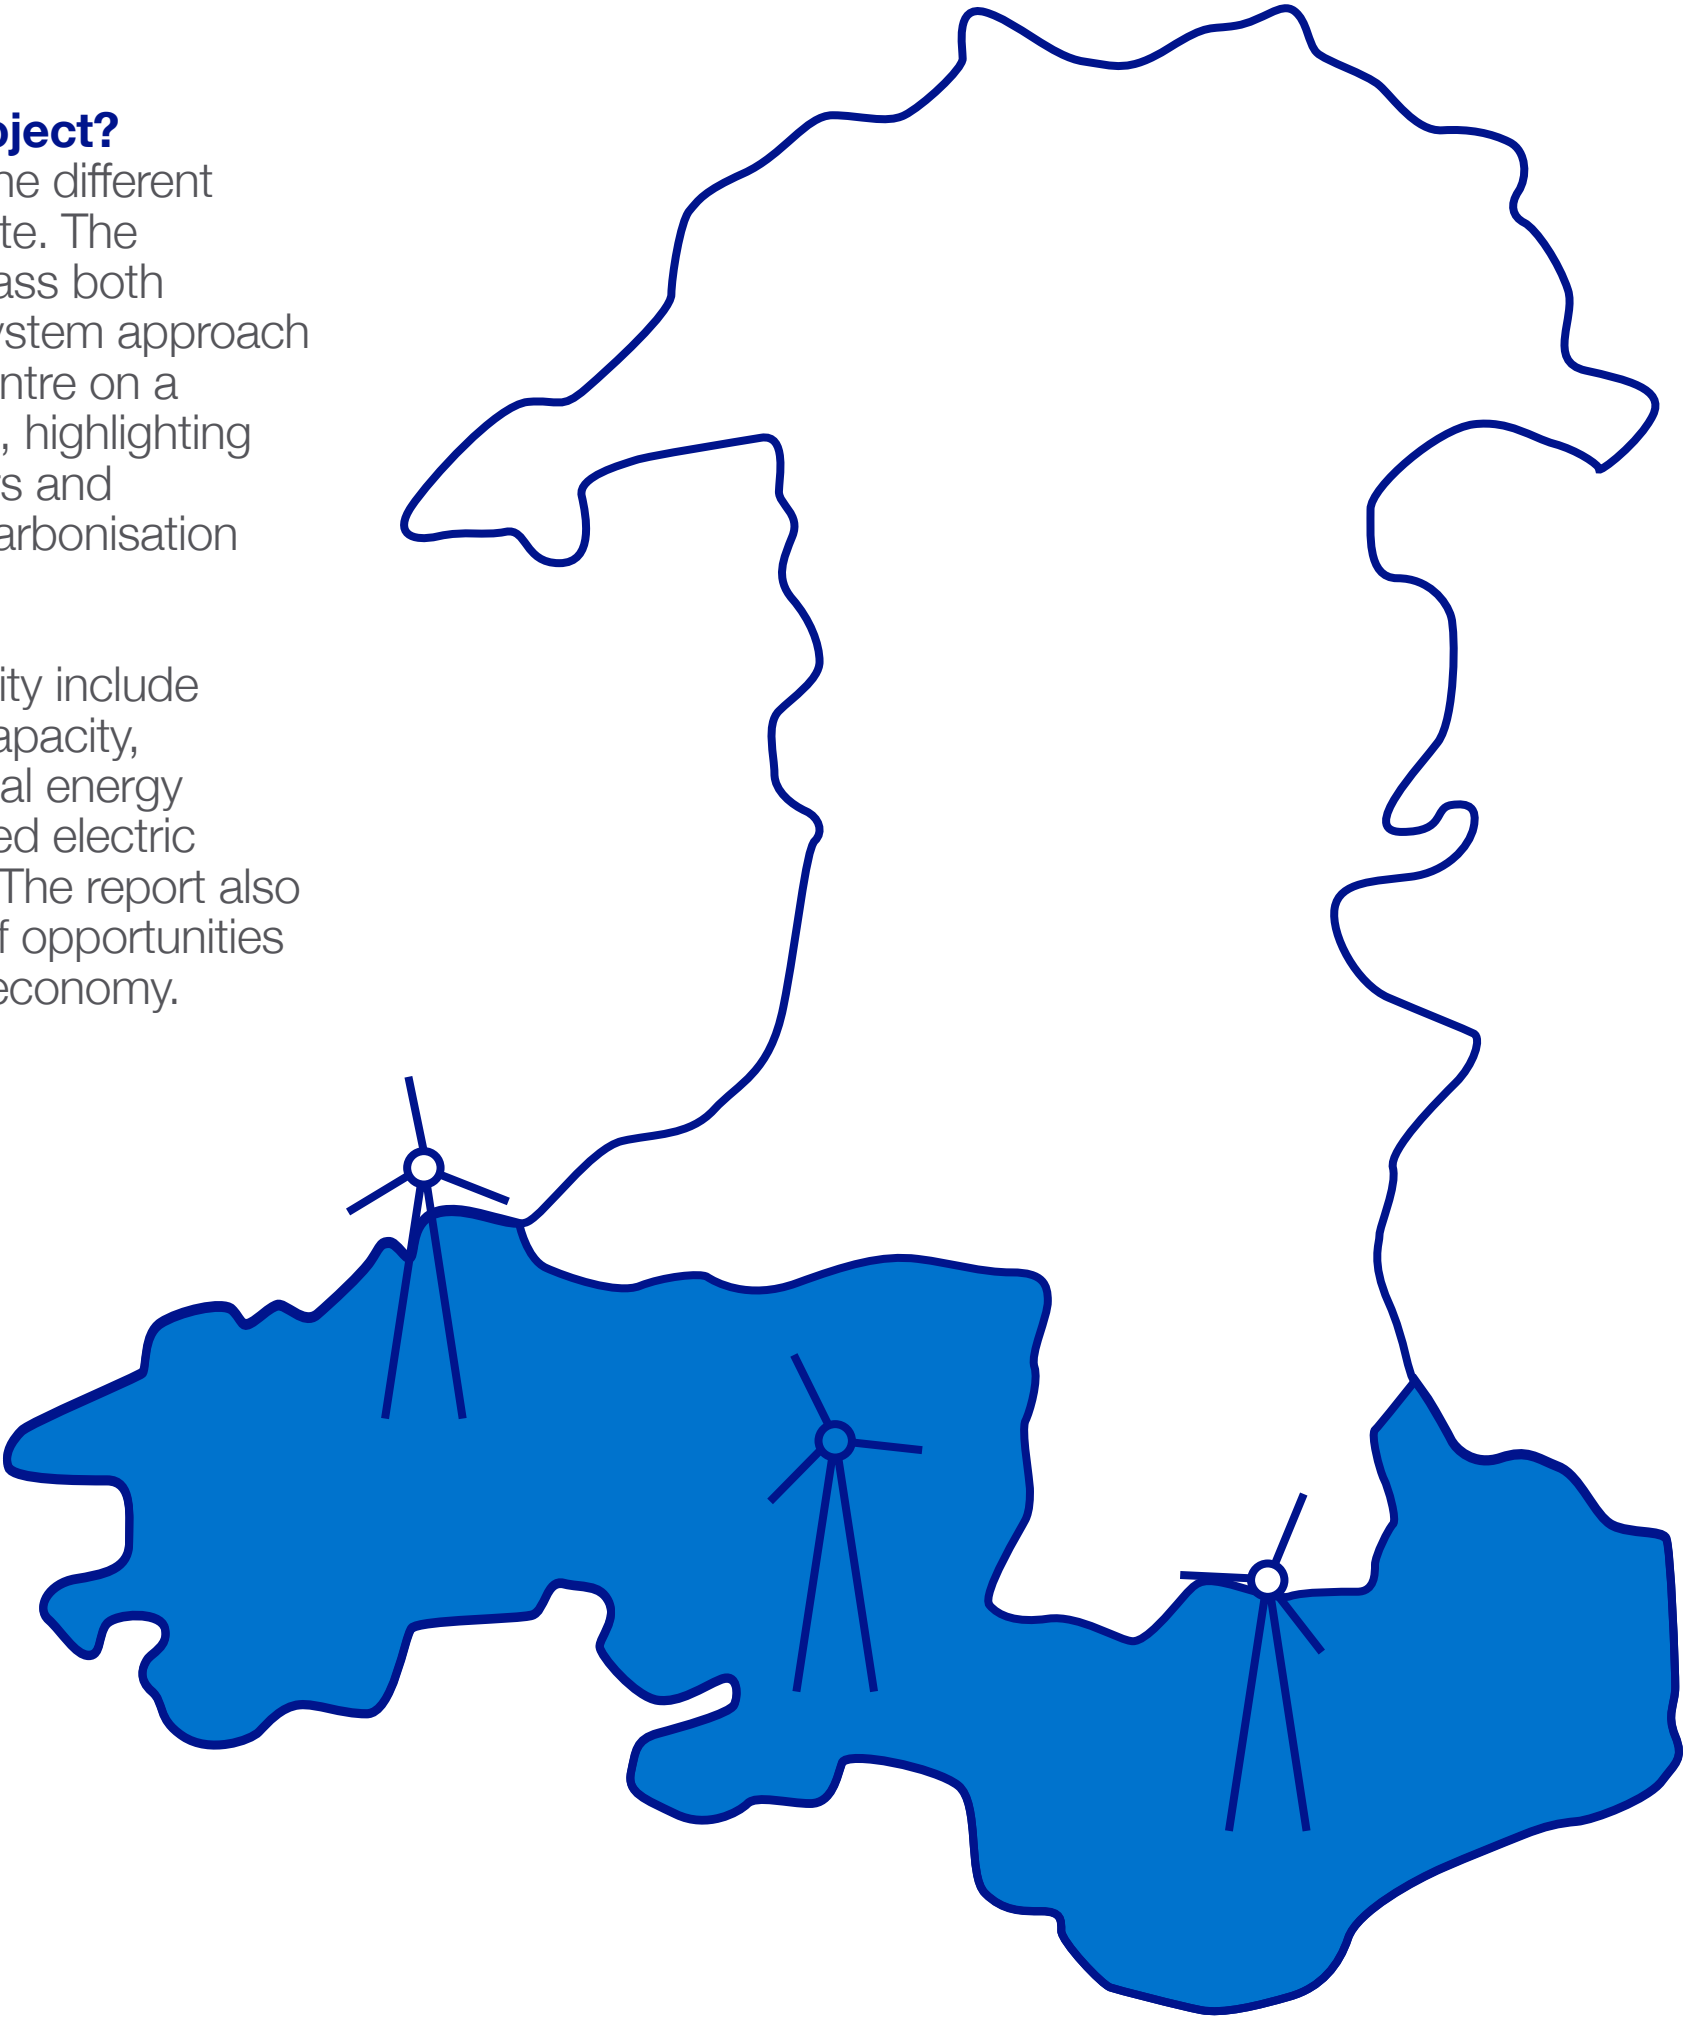 oject?
ne different
te. The
ass both
ystem approach
ntre on a
, highlighting
rs and
arbonisation
ity include
apacity,
al energy
ed electric
The report also
f opportunities
economy.